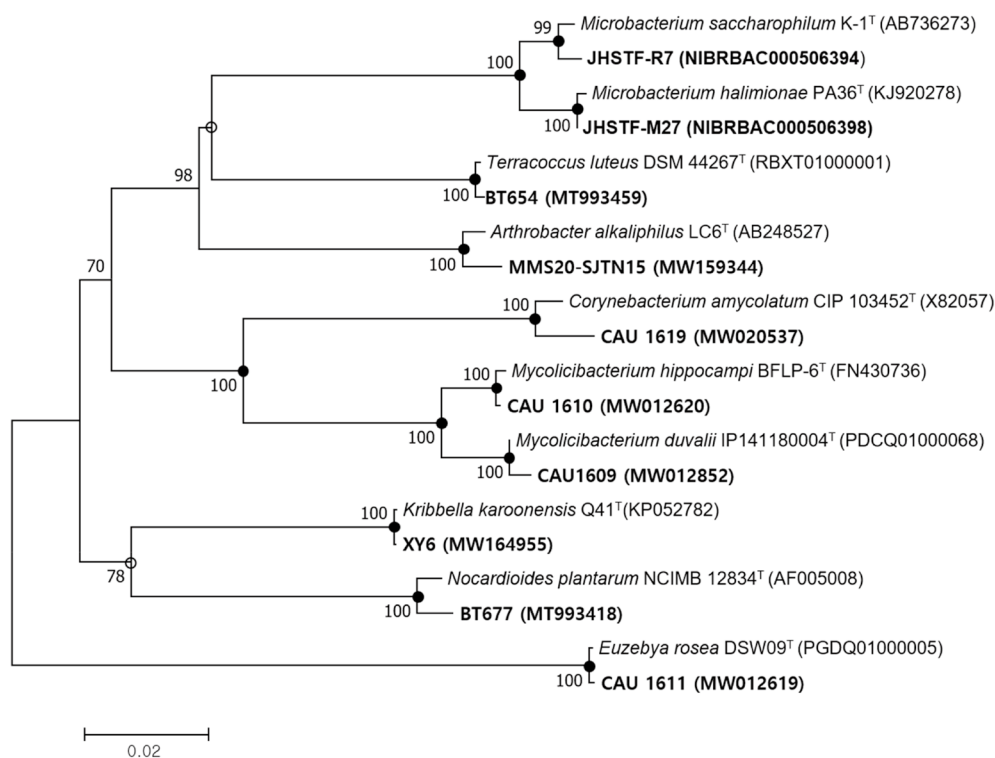 99
Microbacterium saccharophilum K-1ᵀ (AB736273)
JHSTF-R7 (NIBRBAC000506394)
100
Microbacterium halimionae PA36ᵀ (KJ920278)
100
JHSTF-M27 (NIBRBAC000506398)
Terracoccus luteus DSM 44267ᵀ (RBXT01000001)
98
100
BT654 (MT993459)
Arthrobacter alkaliphilus LC6ᵀ (AB248527)
100
MMS20-SJTN15 (MW159344)
70
100
Corynebacterium amycolatum CIP 103452ᵀ (X82057)
CAU 1619 (MW020537)
100
100
Mycolicibacterium hippocampi BFLP-6ᵀ (FN430736)
CAU 1610 (MW012620)
100
Mycolicibacterium duvalii IP141180004ᵀ (PDCQ01000068)
100
CAU1609 (MW012852)
100
Kribbella karoonensis Q41ᵀ(KP052782)
XY6 (MW164955)
78
Nocardioides plantarum NCIMB 12834ᵀ (AF005008)
100
BT677 (MT993418)
Euzebya rosea DSW09ᵀ (PGDQ01000005)
100
CAU 1611 (MW012619)
0.02